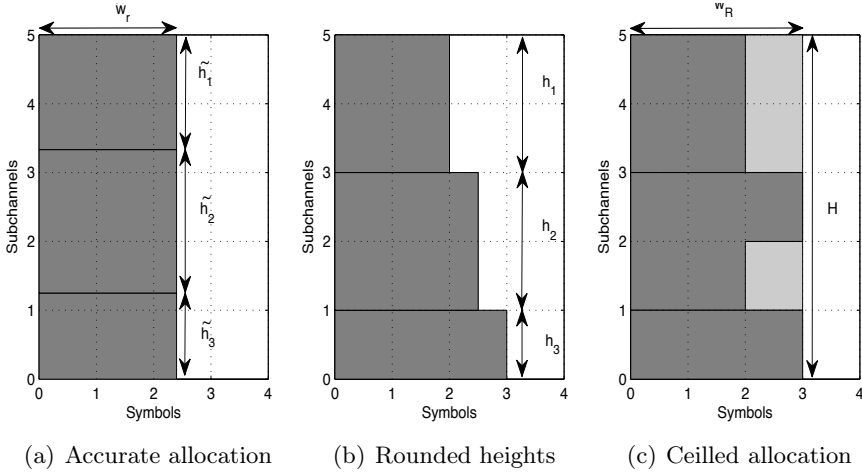 w_r
5
4
3
2
1
0
Subchannels
h̃_1
h̃_2
h̃_3
0 1 2 3 4
Symbols
(a) Accurate allocation
5
4
3
2
1
0
Subchannels
h_1
h_2
h_3
0 1 2 3 4
Symbols
(b) Rounded heights
w_R
5
4
3
2
1
0
Subchannels
H
0 1 2 3 4
Symbols
(c) Ceilled allocation